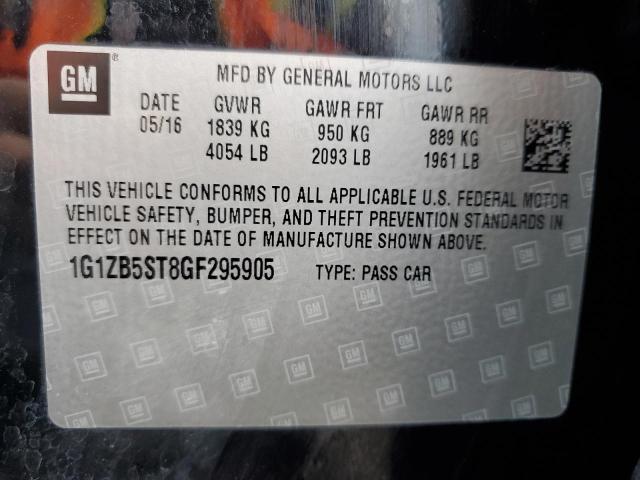 GM ®
MFD BY GENERAL MOTORS LLC
DATE GVWR GAWR FRT GAWR RR
05/16 1839 KG 950 KG 889 KG
4054 LB 2093 LB 1961 LB
THIS VEHICLE CONFORMS TO ALL APPLICABLE U.S. FEDERAL MOTOR
VEHICLE SAFETY, BUMPER, AND THEFT PREVENTION STANDARDS IN
EFFECT ON THE DATE OF MANUFACTURE SHOWN ABOVE.
1G1ZB5ST8GF295905 TYPE: PASS CAR